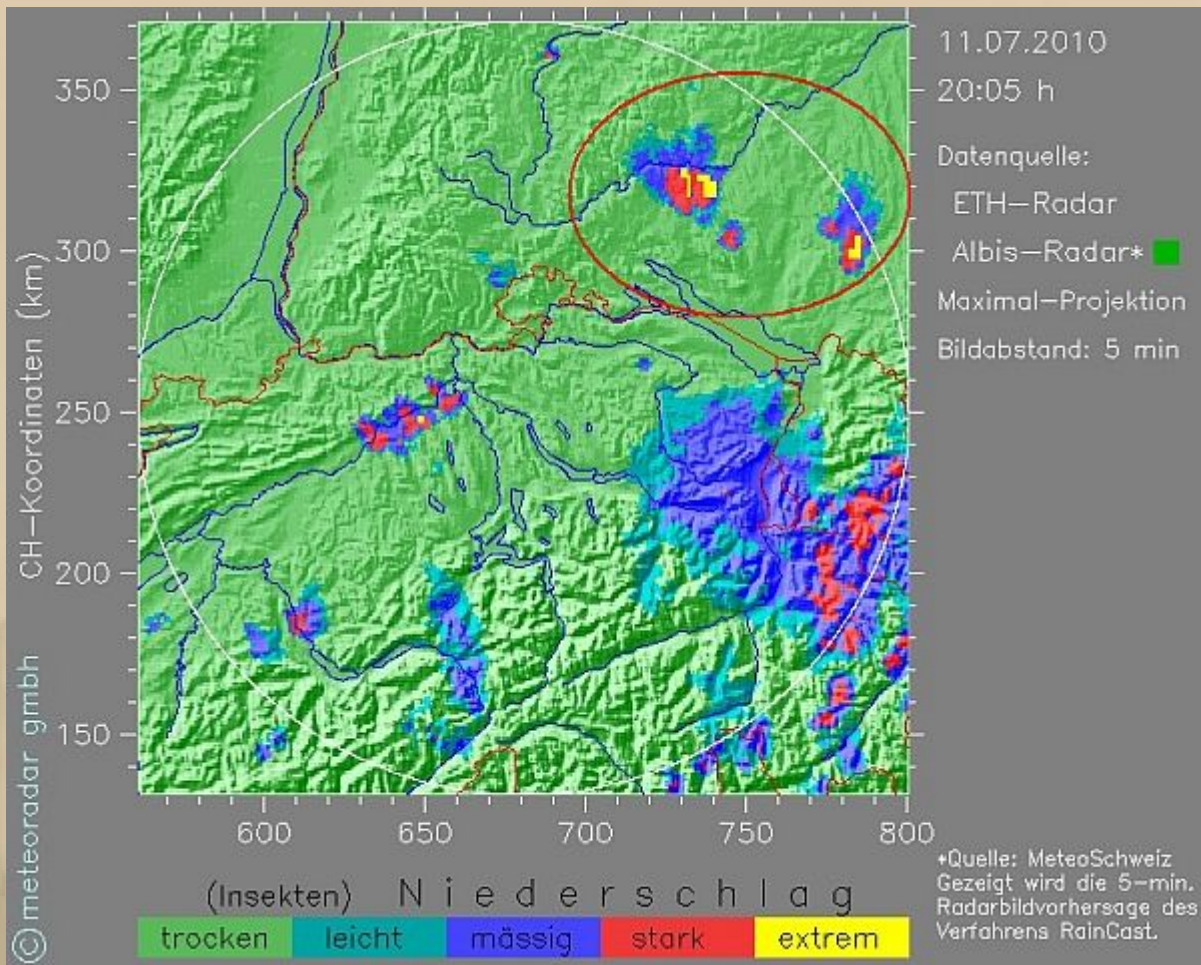 11.07.2010
20:05 h
Datenquelle:
ETH-Radar
Albis-Radar*
Maximal-Projektion
Bildabstand: 5 min
CH-Koordinaten (km)
350
300
250
200
150
600
650
700
750
800
© meteoradar gmbh
(Insekten) Niederschlag
trocken leicht mässig stark extrem
*Quelle: MeteoSchweiz
Gezeigt wird die 5-min.
Radarbildvorhersage des
Verfahrens RainCast.